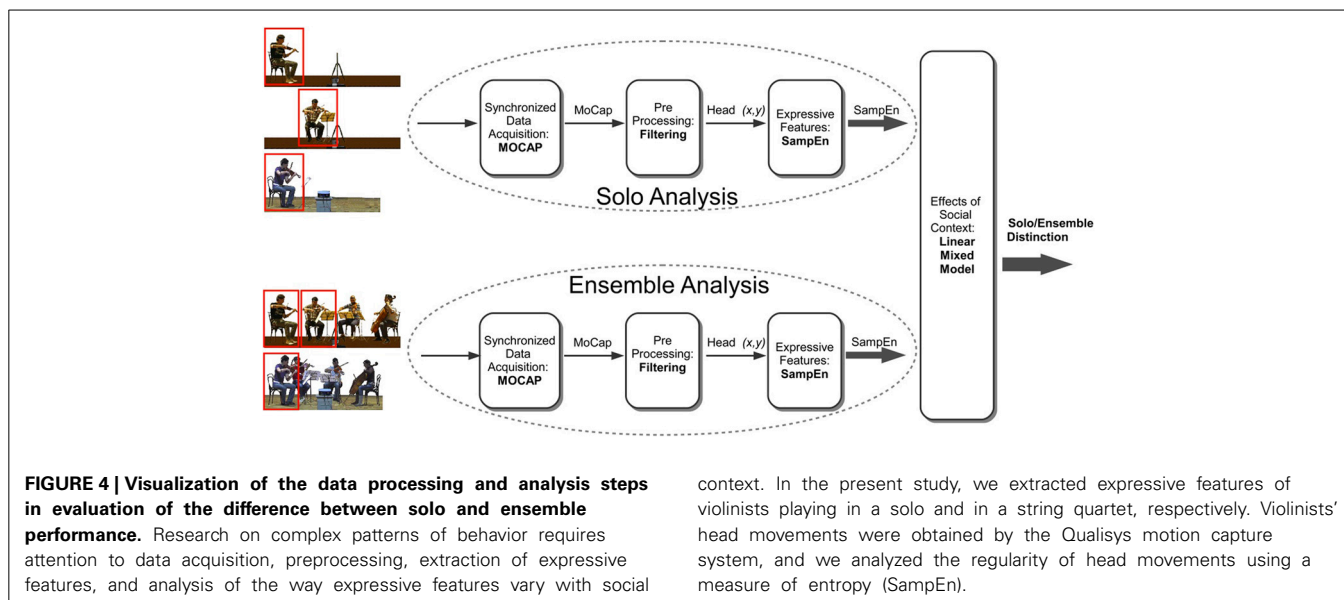 Synchronized
Data
Acquisition:
MOCAP
MoCap
Pre
Processing:
Filtering
Head (x,y)
Expressive
Features:
SampEn
SampEn
Solo Analysis
Ensemble Analysis
Synchronized
Data
Acquisition:
MOCAP
MoCap
Pre
Processing:
Filtering
Head (x,y)
Expressive
Features:
SampEn
SampEn
Effects of
Social
Context:
Linear
Mixed
Model
Solo/Ensemble
Distinction
FIGURE 4 | Visualization of the data processing and analysis steps
in evaluation of the difference between solo and ensemble
performance. Research on complex patterns of behavior requires
attention to data acquisition, preprocessing, extraction of expressive
features, and analysis of the way expressive features vary with social
context. In the present study, we extracted expressive features of
violinists playing in a solo and in a string quartet, respectively. Violinists'
head movements were obtained by the Qualisys motion capture
system, and we analyzed the regularity of head movements using a
measure of entropy (SampEn).